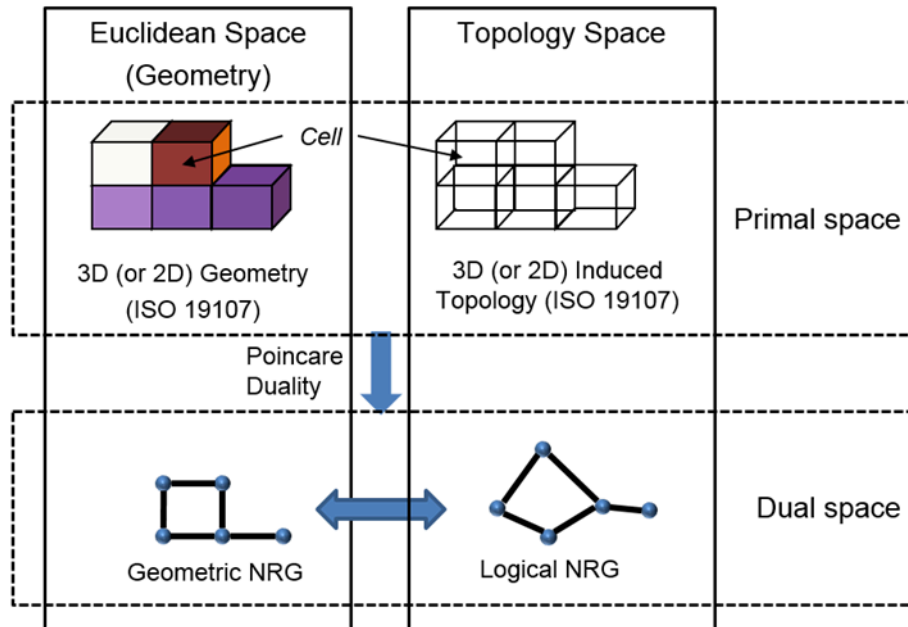 Euclidean Space
(Geometry)
Topology Space
Cell
3D (or 2D) Geometry
(ISO 19107)
3D (or 2D) Induced
Topology (ISO 19107)
Primal space
Poincare
Duality
Geometric NRG
Logical NRG
Dual space